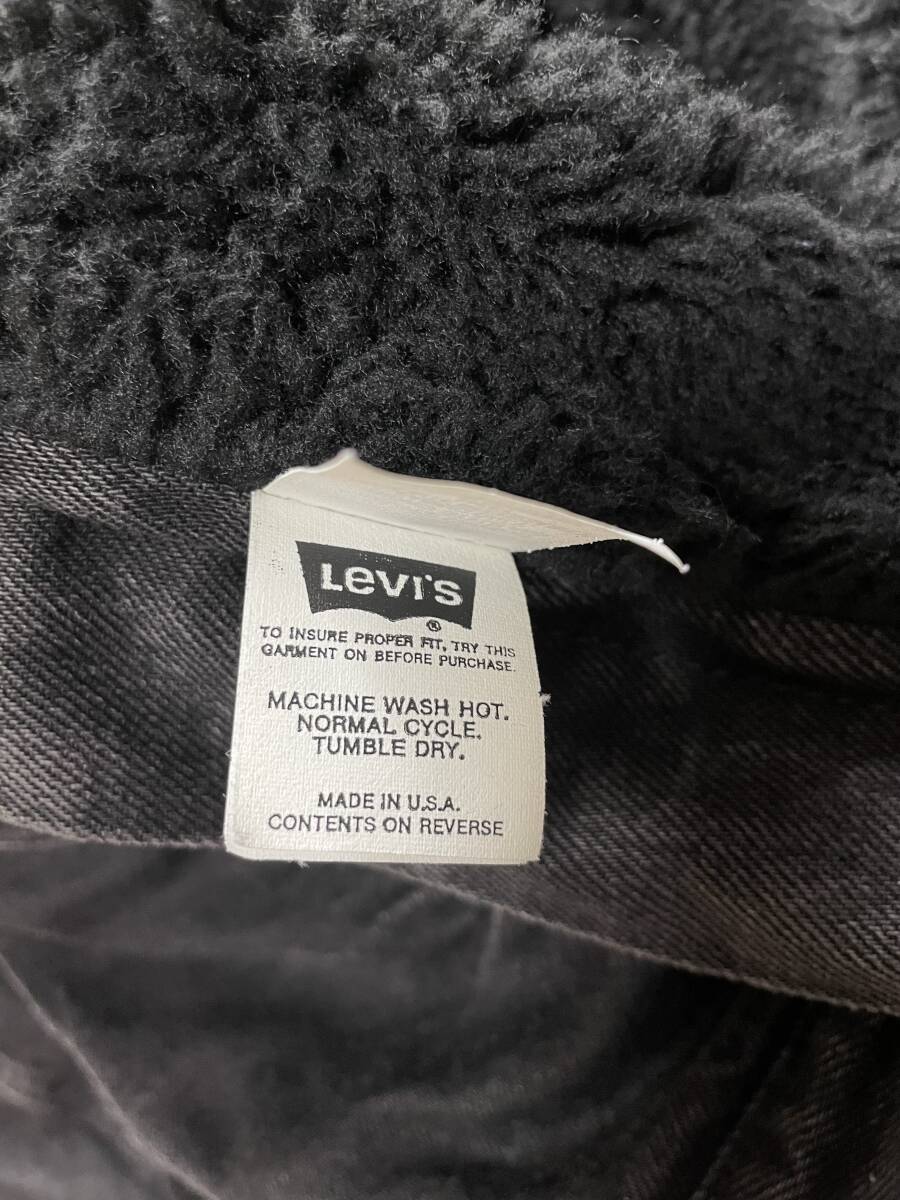 Levi's
®
TO INSURE PROPER FIT, TRY THIS
GARMENT ON BEFORE PURCHASE.
MACHINE WASH HOT.
NORMAL CYCLE.
TUMBLE DRY.
MADE IN U.S.A.
CONTENTS ON REVERSE